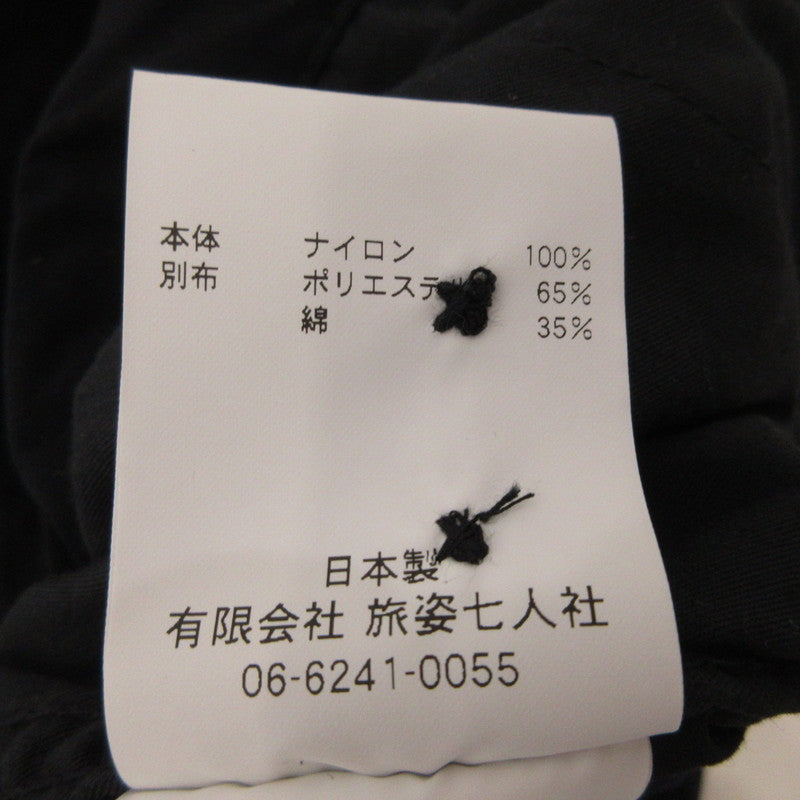 本体 ナイロン 100%
別布 ポリエステル 65%
綿 35%
日本製
有限会社 旅姿七人社
06-6241-0055